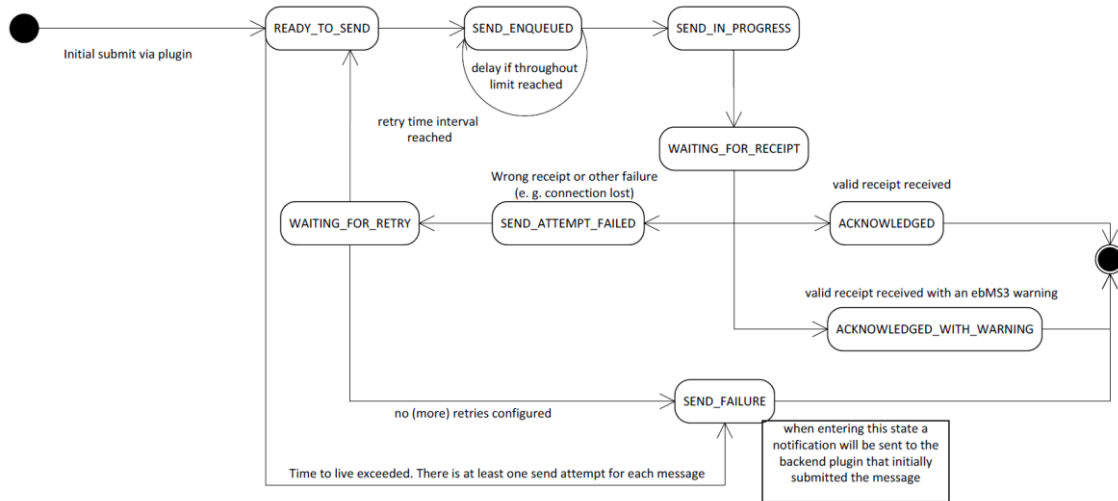 READY_TO_SEND
SEND_ENQUEUED
SEND_IN_PROGRESS
Initial submit via plugin
delay if throughout
limit reached
retry time interval
reached
WAITING_FOR_RECEIPT
Wrong receipt or other failure
(e. g. connection lost)
valid receipt received
WAITING_FOR_RETRY
SEND_ATTEMPT_FAILED
ACKNOWLEDGED
valid receipt received with an ebMS3 warning
ACKNOWLEDGED_WITH_WARNING
SEND_FAILURE
no (more) retries configured
when entering this state a
notification will be sent to the
backend plugin that initially
submitted the message
Time to live exceeded. There is at least one send attempt for each message